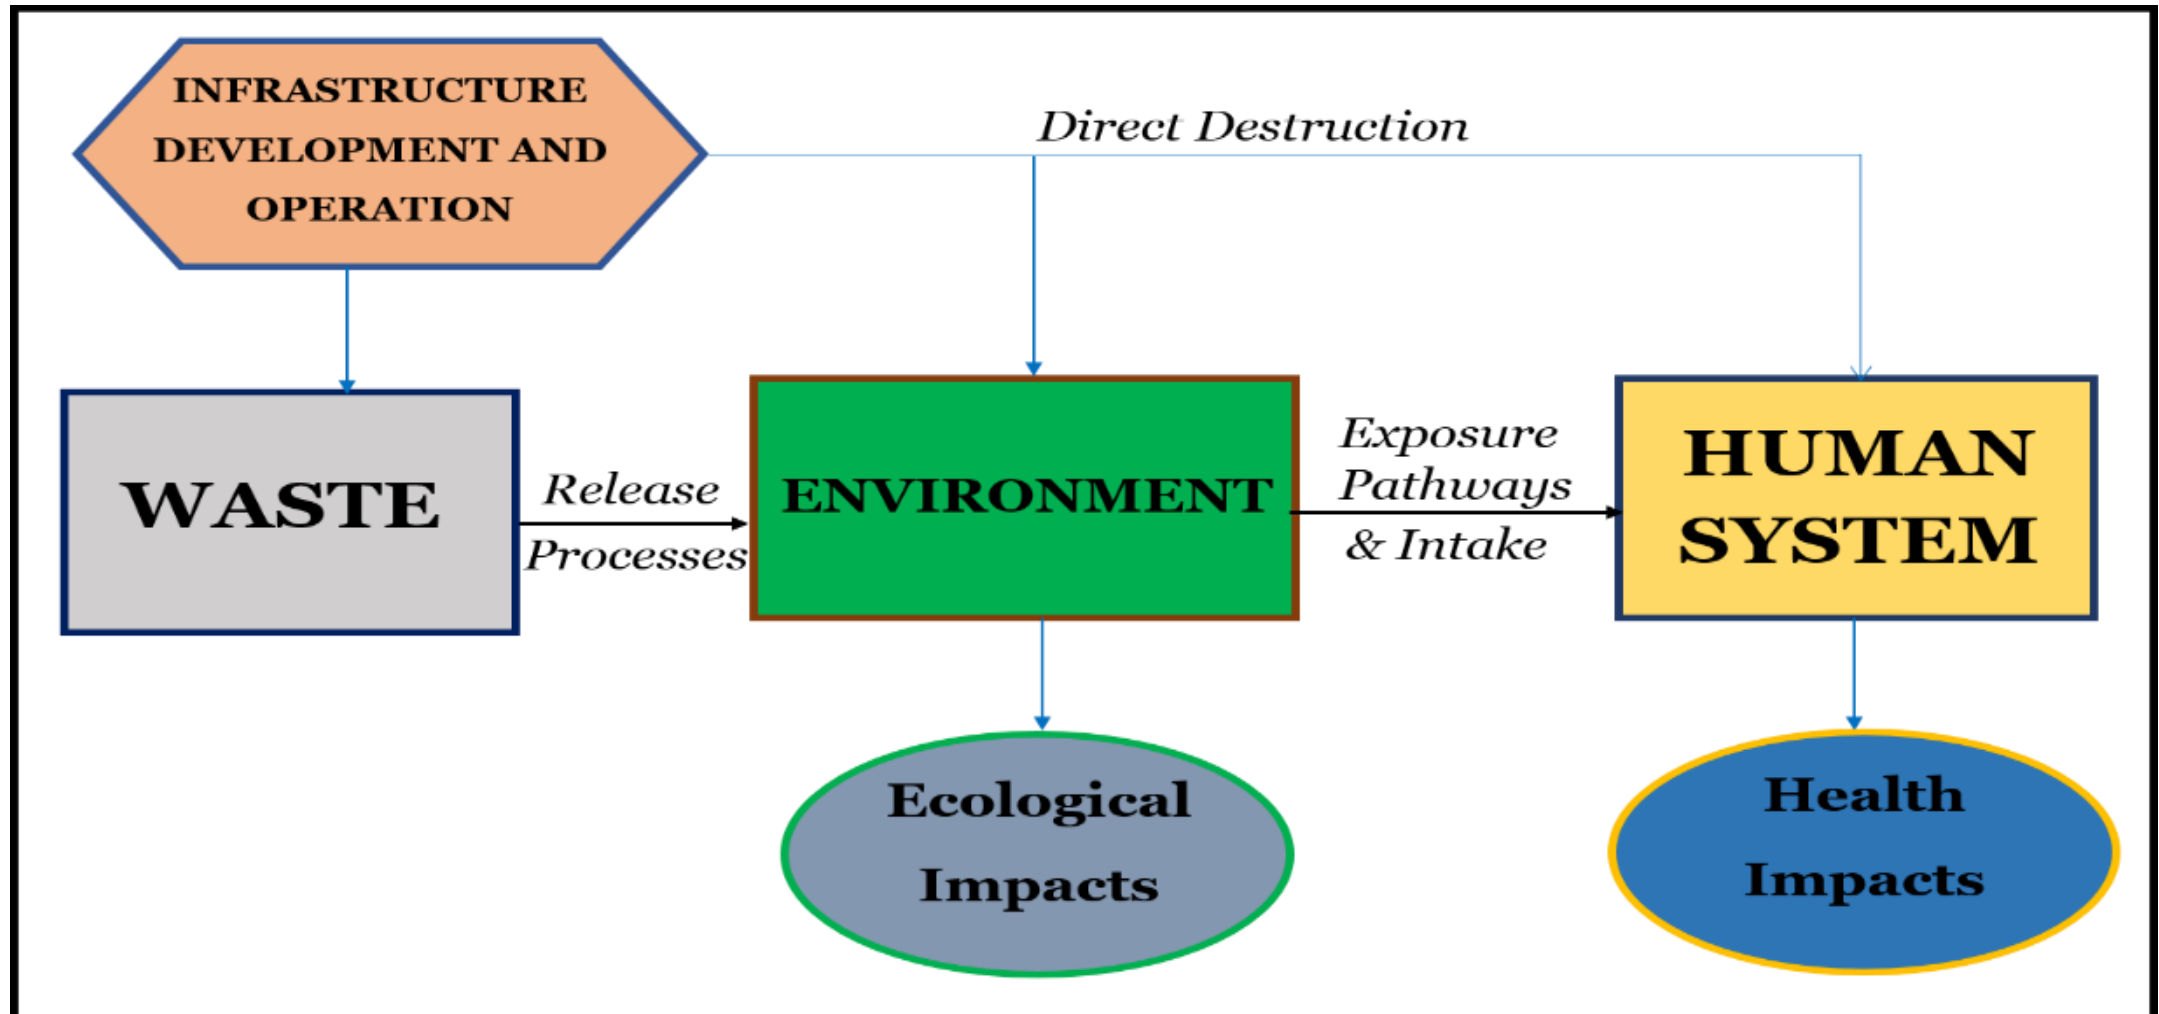 INFRASTRUCTURE
DEVELOPMENT AND
OPERATION
Direct Destruction
WASTE
Release
Processes
ENVIRONMENT
Exposure
Pathways
& Intake
HUMAN
SYSTEM
Ecological
Impacts
Health
Impacts